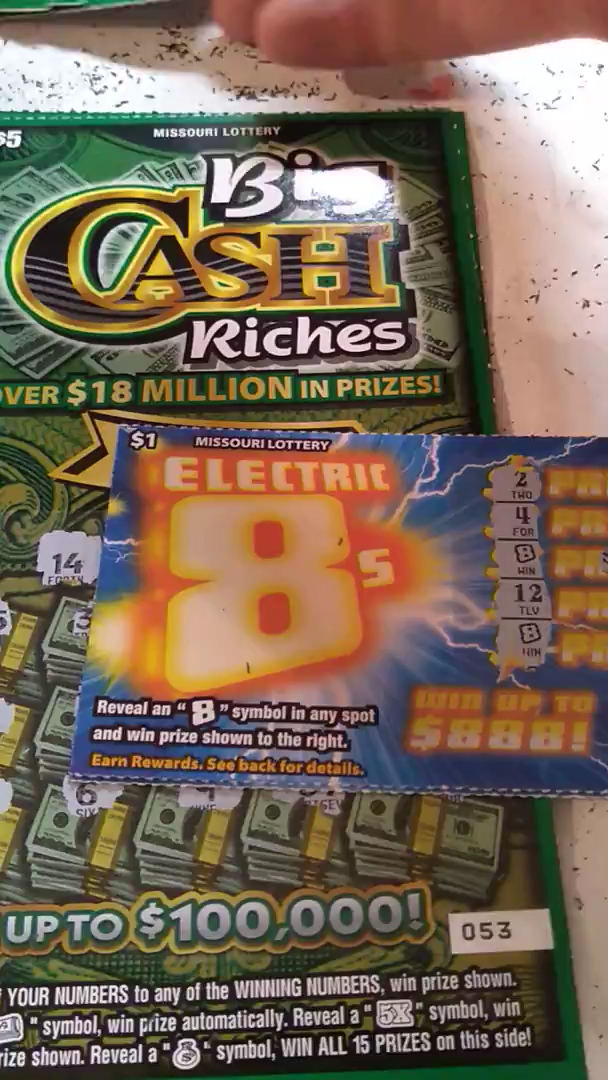 $5
MISSOURI LOTTERY
Big
CASH
Riches
OVER $18 MILLION IN PRIZES!
$1
MISSOURI LOTTERY
ELECTRIC
8s
2
TWO
4
FOR
8
WIN
12
TLV
8
WIN
14
WIN UP TO
$888!
Reveal an "8" symbol in any spot
and win prize shown to the right.
Earn Rewards. See back for details.
6
SIX
UP TO $100,000!
053
YOUR NUMBERS to any of the WINNING NUMBERS, win prize shown.
" symbol, win prize automatically. Reveal a "5X" symbol, win
prize shown. Reveal a " " symbol, WIN ALL 15 PRIZES on this side!